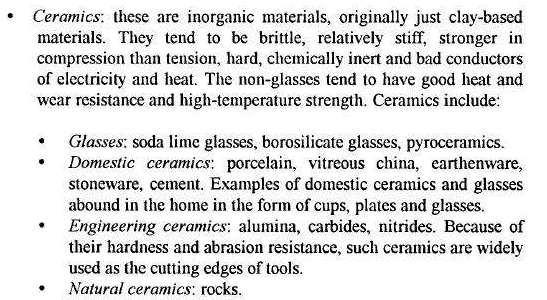 • Ceramics: these are inorganic materials, originally just clay-based
materials. They tend to be brittle, relatively stiff, stronger in
compression than tension, hard, chemically inert and bad conductors
of electricity and heat. The non-glasses tend to have good heat and
wear resistance and high-temperature strength. Ceramics include:
• Glasses: soda lime glasses, borosilicate glasses, pyroceramics.
• Domestic ceramics: porcelain, vitreous china, earthenware,
stoneware, cement. Examples of domestic ceramics and glasses
abound in the home in the form of cups, plates and glasses.
• Engineering ceramics: alumina, carbides, nitrides. Because of
their hardness and abrasion resistance, such ceramics are widely
used as the cutting edges of tools.
• Natural ceramics: rocks.